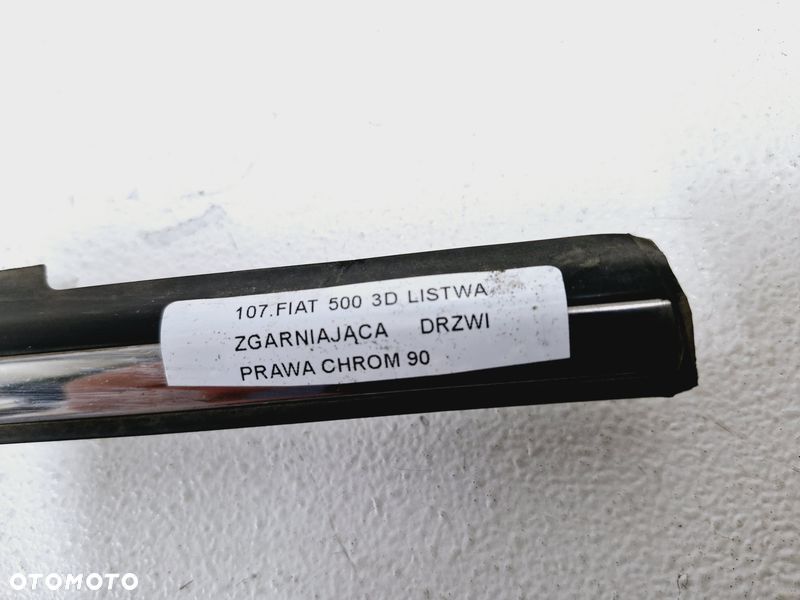 107.FIAT 500 3D LISTWA
ZGARNIAJĄCA DRZWI
PRAWA CHROM 90
OTOMOTO